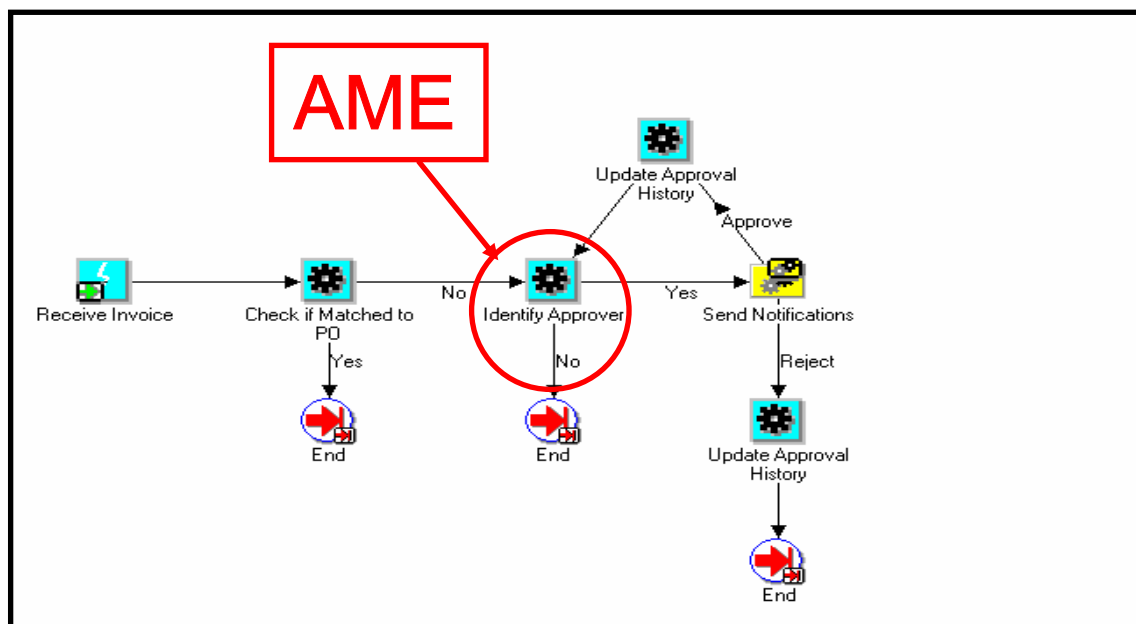 AME
Update Approval
History
Approve
Receive Invoice
Check if Matched to
PO
No
Identify Approver
Yes
Send Notifications
Yes
No
Reject
End
End
Update Approval
History
End